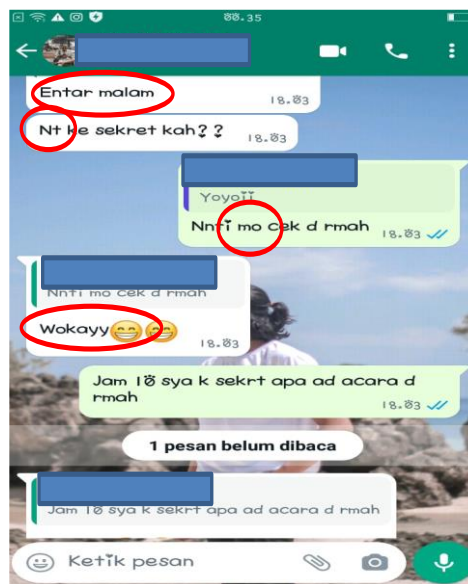 00.35
Entar malam
18.03
Nt ke sekret kah??
18.03
Yoyoii
Nnti mo cek d rmah
18.03
Nnti mo cek d rmah
Wokayy😁😁
18.03
Jam 10 sya k sekrt apa ad acara d
rmah
18.03
1 pesan belum dibaca
Jam 10 sya k sekrt apa ad acara d rmah
Ketik pesan